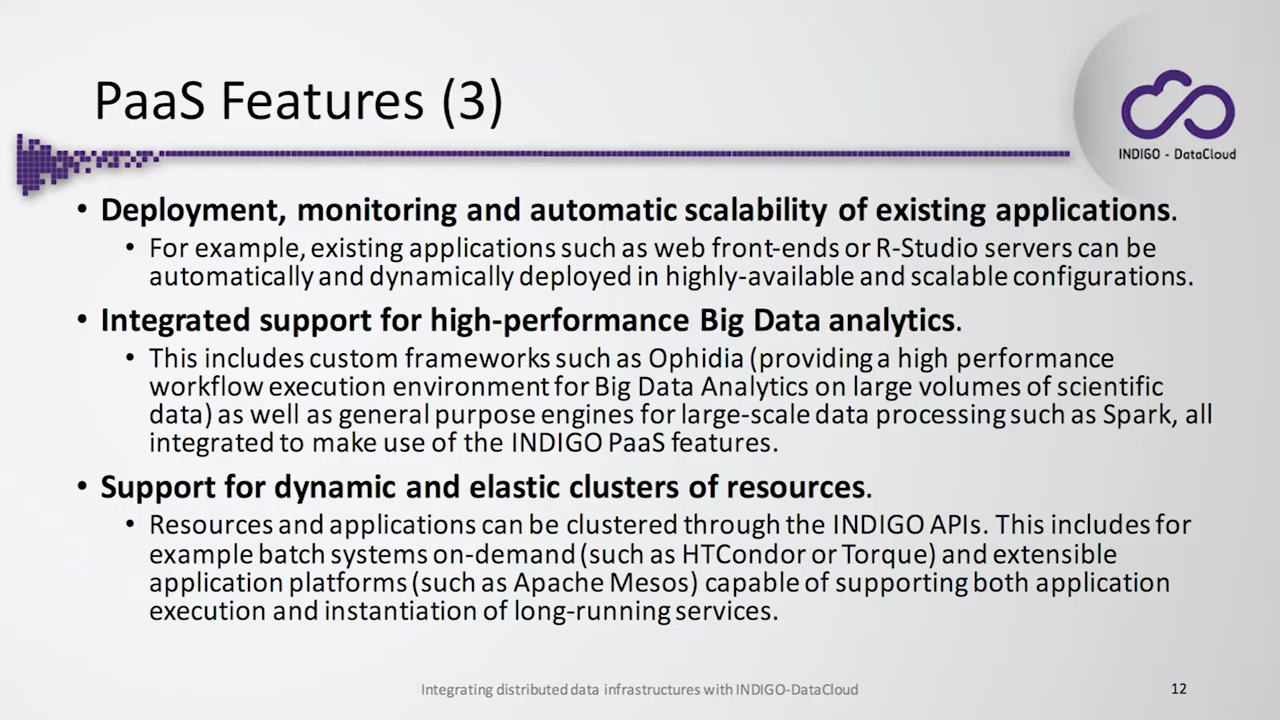 PaaS Features (3)
INDIGO - DataCloud
• Deployment, monitoring and automatic scalability of existing applications.
• For example, existing applications such as web front-ends or R-Studio servers can be
automatically and dynamically deployed in highly-available and scalable configurations.
• Integrated support for high-performance Big Data analytics.
• This includes custom frameworks such as Ophidia (providing a high performance
workflow execution environment for Big Data Analytics on large volumes of scientific
data) as well as general purpose engines for large-scale data processing such as Spark, all
integrated to make use of the INDIGO PaaS features.
• Support for dynamic and elastic clusters of resources.
• Resources and applications can be clustered through the INDIGO APIs. This includes for
example batch systems on-demand (such as HTCondor or Torque) and extensible
application platforms (such as Apache Mesos) capable of supporting both application
execution and instantiation of long-running services.
Integrating distributed data infrastructures with INDIGO-DataCloud
12